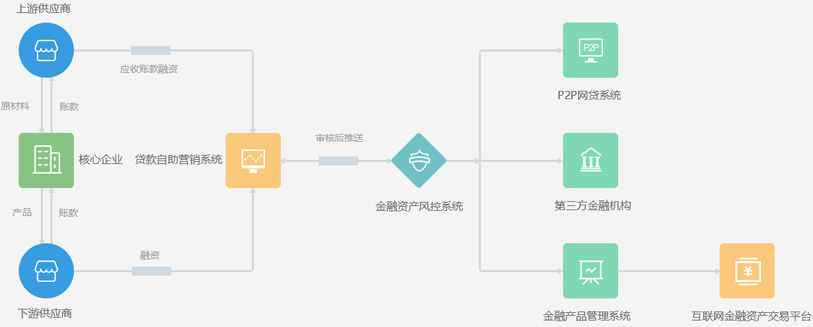 上游供应商
P2P
应收账款融资
P2P网贷系统
原材料
账款
审核后推送
核心企业
贷款自助营销系统
金融资产风控系统
第三方金融机构
产品
账款
融资
¥
下游供应商
金融产品管理系统
互联网金融资产交易平台